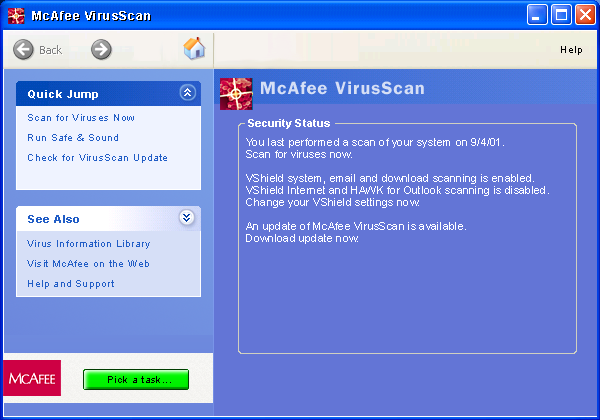 McAfee VirusScan
Back
Help
Quick Jump
Scan for Viruses Now
Run Safe & Sound
Check for VirusScan Update
See Also
Virus Information Library
Visit McAfee on the Web
Help and Support
McAFEE
Pick a task...
McAfee VirusScan
Security Status
You last performed a scan of your system on 9/4/01.
Scan for viruses now.
VShield system, email and download scanning is enabled.
VShield Internet and HAWK for Outlook scanning is disabled.
Change your VShield settings now.
An update of McAfee VirusScan is available.
Download update now.